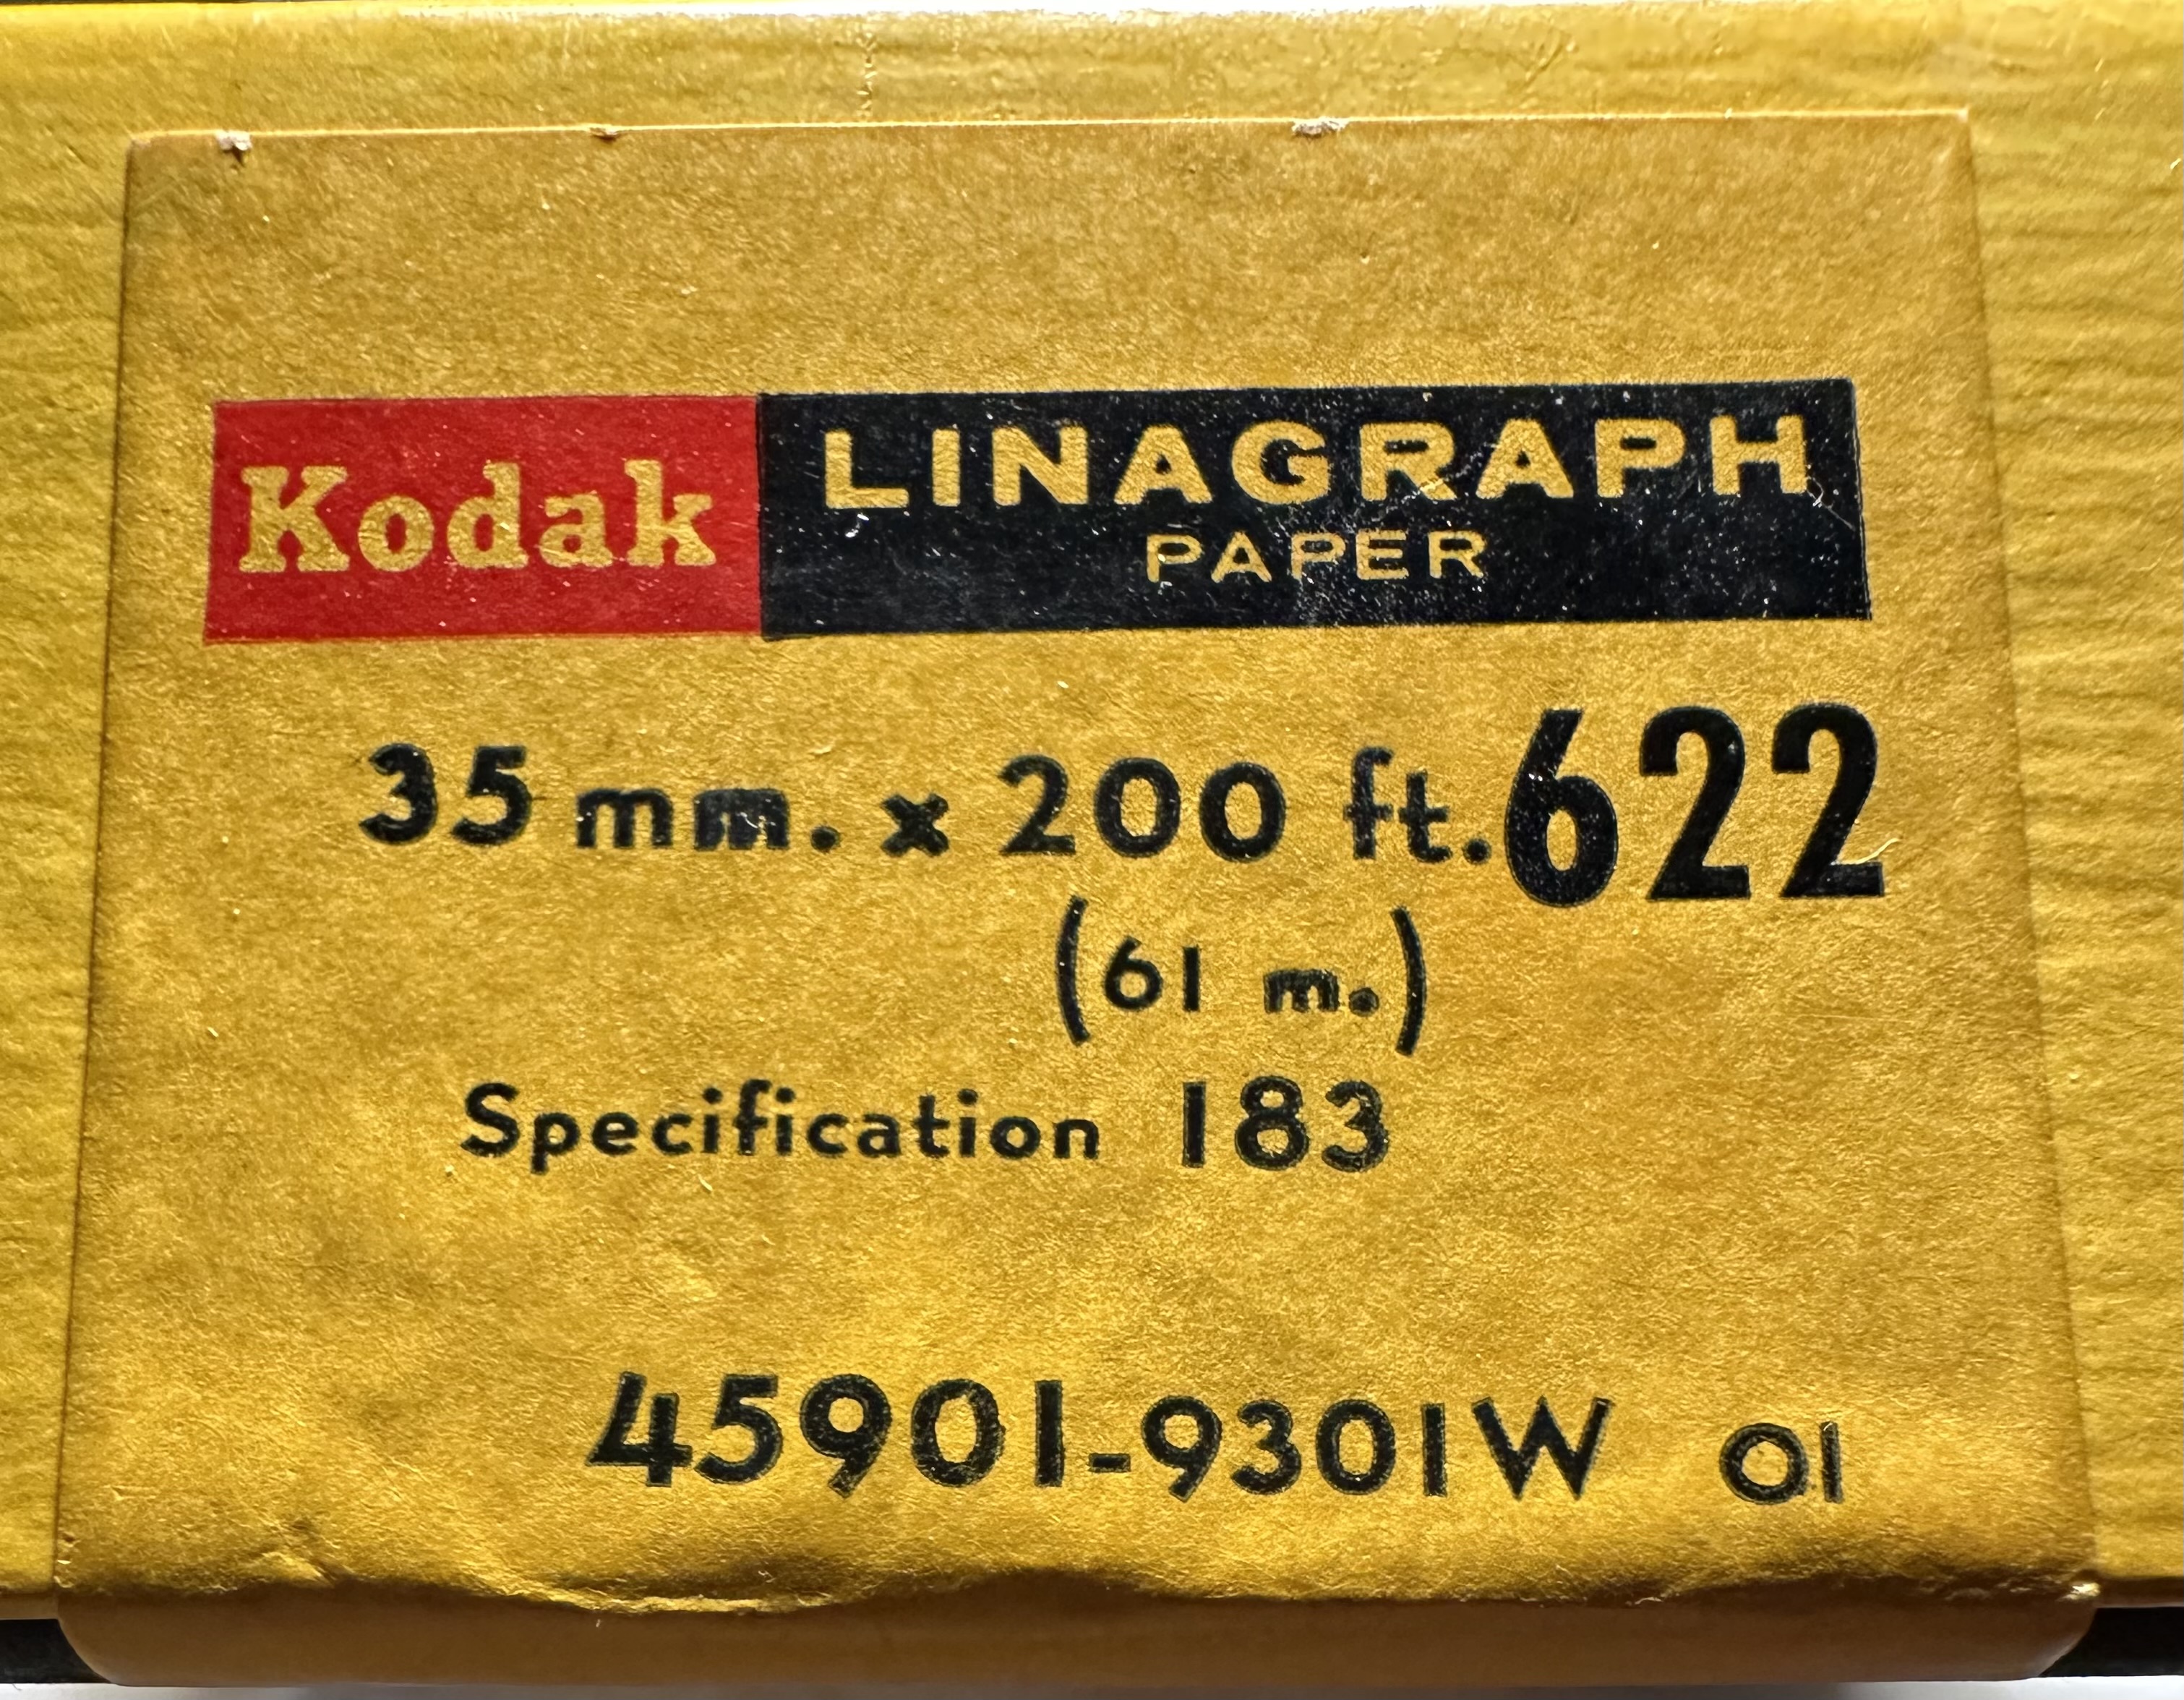 Kodak LINAGRAPH
PAPER
35 mm. x 200 ft. 622
(61 m.)
Specification 183
45901-9301W 01